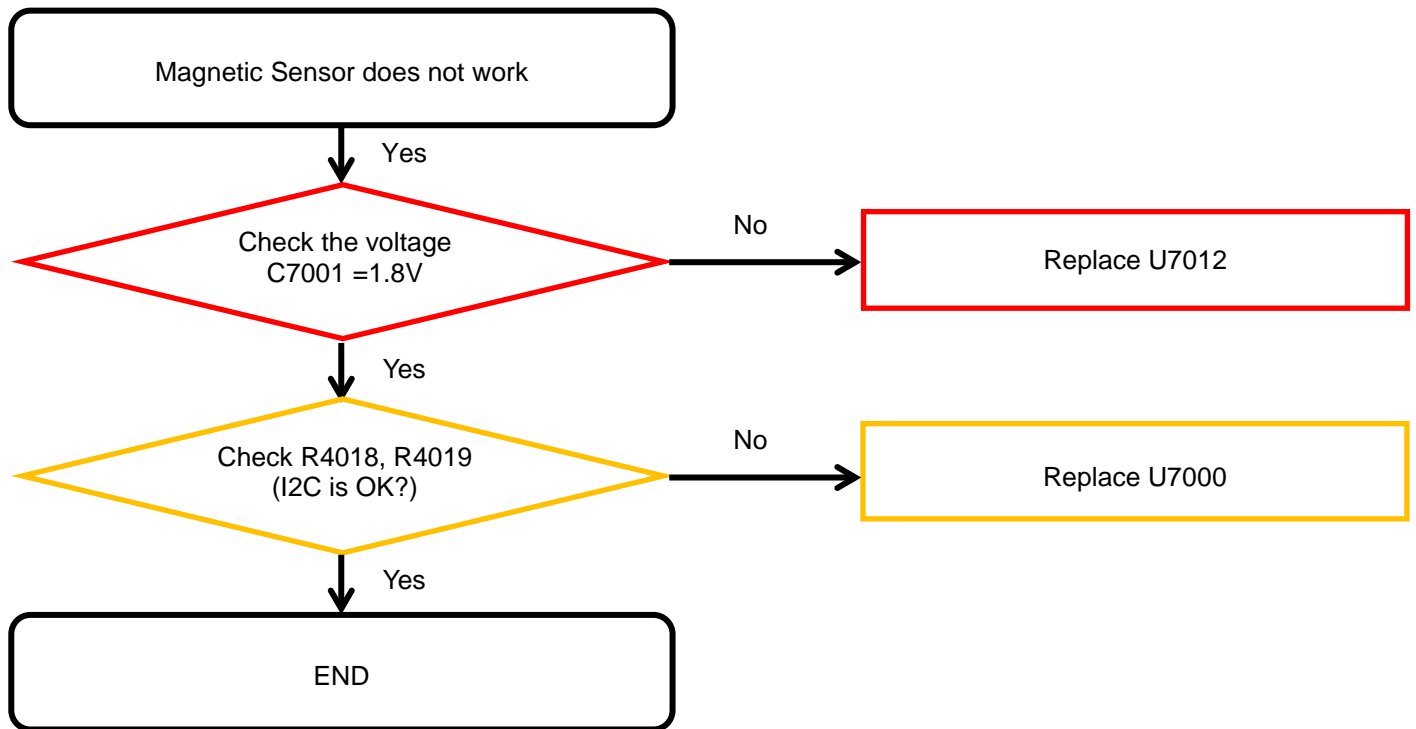 Magnetic Sensor does not work
Yes
Check the voltage
C7001 =1.8V
No
Replace U7012
Yes
Check R4018, R4019
(I2C is OK?)
No
Replace U7000
Yes
END